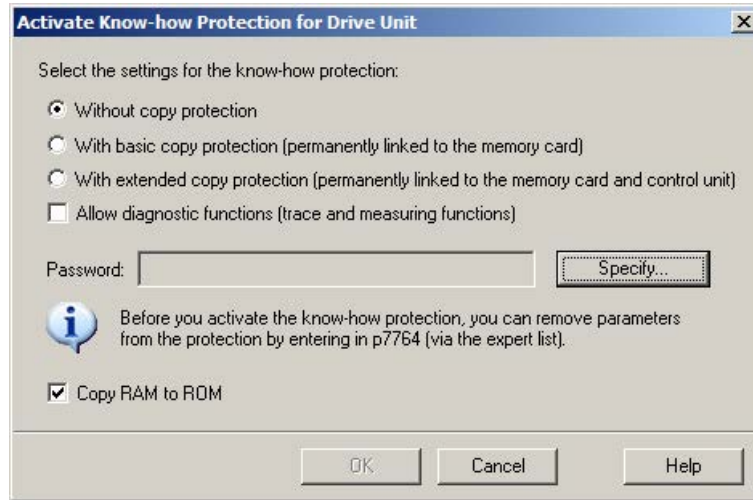 Activate Know-how Protection for Drive Unit
Select the settings for the know-how protection:
Without copy protection
With basic copy protection (permanently linked to the memory card)
With extended copy protection (permanently linked to the memory card and control unit)
Allow diagnostic functions (trace and measuring functions)
Password:
Specify...
Before you activate the know-how protection, you can remove parameters
from the protection by entering in p7764 (via the expert list).
Copy RAM to ROM
OK
Cancel
Help